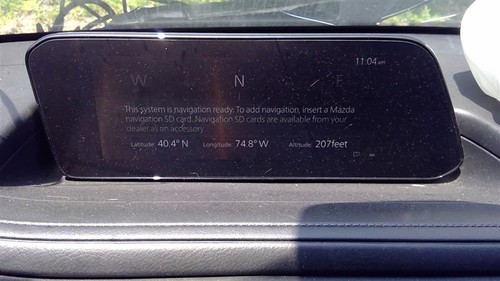 11:04 am
W N E
This system is navigation ready. To add navigation, insert a Mazda
navigation SD card. Navigation SD cards are available from your
dealer as an accessory.
Latitude: 40.4° N Longitude: 74.8° W Altitude: 207feet